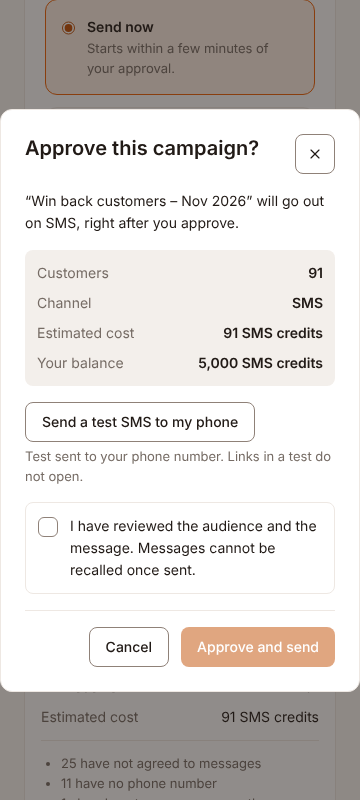 Send now
Starts within a few minutes of
your approval.
Approve this campaign?
“Win back customers – Nov 2026” will go out
on SMS, right after you approve.
Customers 91
Channel SMS
Estimated cost 91 SMS credits
Your balance 5,000 SMS credits
Send a test SMS to my phone
Test sent to your phone number. Links in a test do
not open.
I have reviewed the audience and the
message. Messages cannot be
recalled once sent.
Cancel Approve and send
Estimated cost 91 SMS credits
• 25 have not agreed to messages
• 11 have no phone number